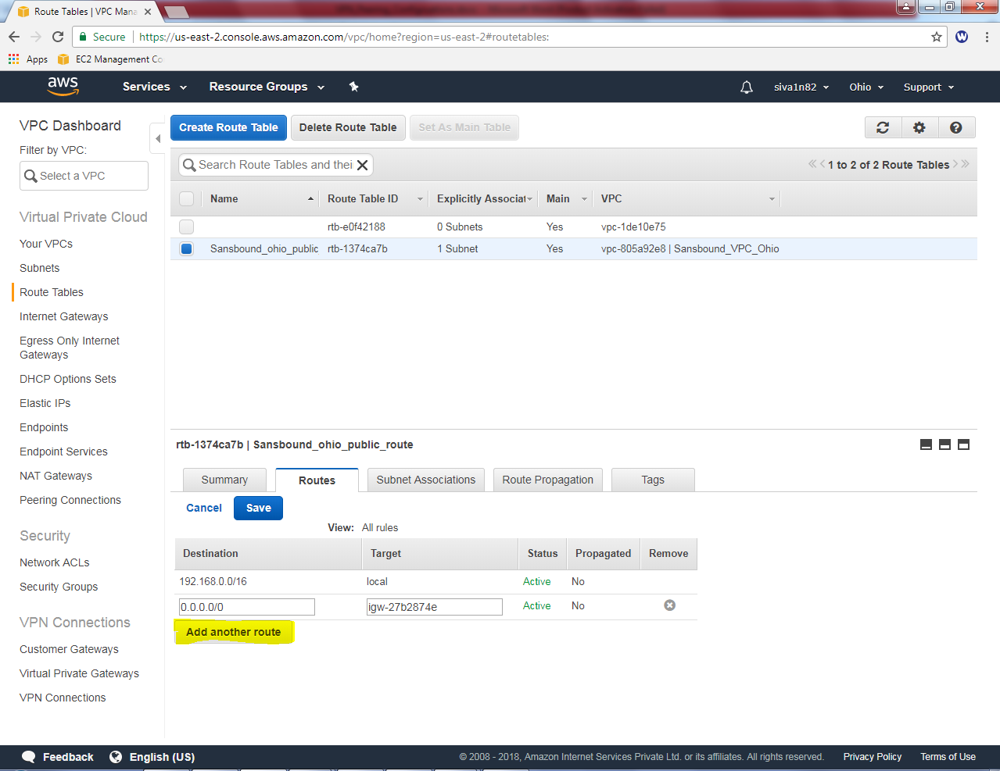 Route Tables | VPC Mana
Secure
https://us-east-2.console.aws.amazon.com/vpc/home?region=us-east-2#routetables:
W
Apps
EC2 Management Co
aws
Services
Resource Groups
siva1n82
Ohio
Support
VPC Dashboard
Filter by VPC:
Select a VPC
Virtual Private Cloud
Your VPCs
Subnets
Route Tables
Internet Gateways
Egress Only Internet
Gateways
DHCP Options Sets
Elastic IPs
Endpoints
Endpoint Services
NAT Gateways
Peering Connections
Security
Network ACLs
Security Groups
VPN Connections
Customer Gateways
Virtual Private Gateways
VPN Connections
Create Route Table
Delete Route Table
Set As Main Table
Search Route Tables and thei
1 to 2 of 2 Route Tables
Name Route Table ID Explicitly Associat Main VPC
rtb-e0f42188 0 Subnets Yes vpc-1de10e75
Sansbound_ohio_public rtb-1374ca7b 1 Subnet Yes vpc-805a92e8 | Sansbound_VPC_Ohio
rtb-1374ca7b | Sansbound_ohio_public_route
Summary Routes Subnet Associations Route Propagation Tags
Cancel Save
View: All rules
Destination Target Status Propagated Remove
192.168.0.0/16 local Active No
0.0.0.0/0 igw-27b2874e Active No
Add another route
Feedback English (US)
© 2008 - 2018, Amazon Internet Services Private Ltd. or its affiliates. All rights reserved. Privacy Policy Terms of Use